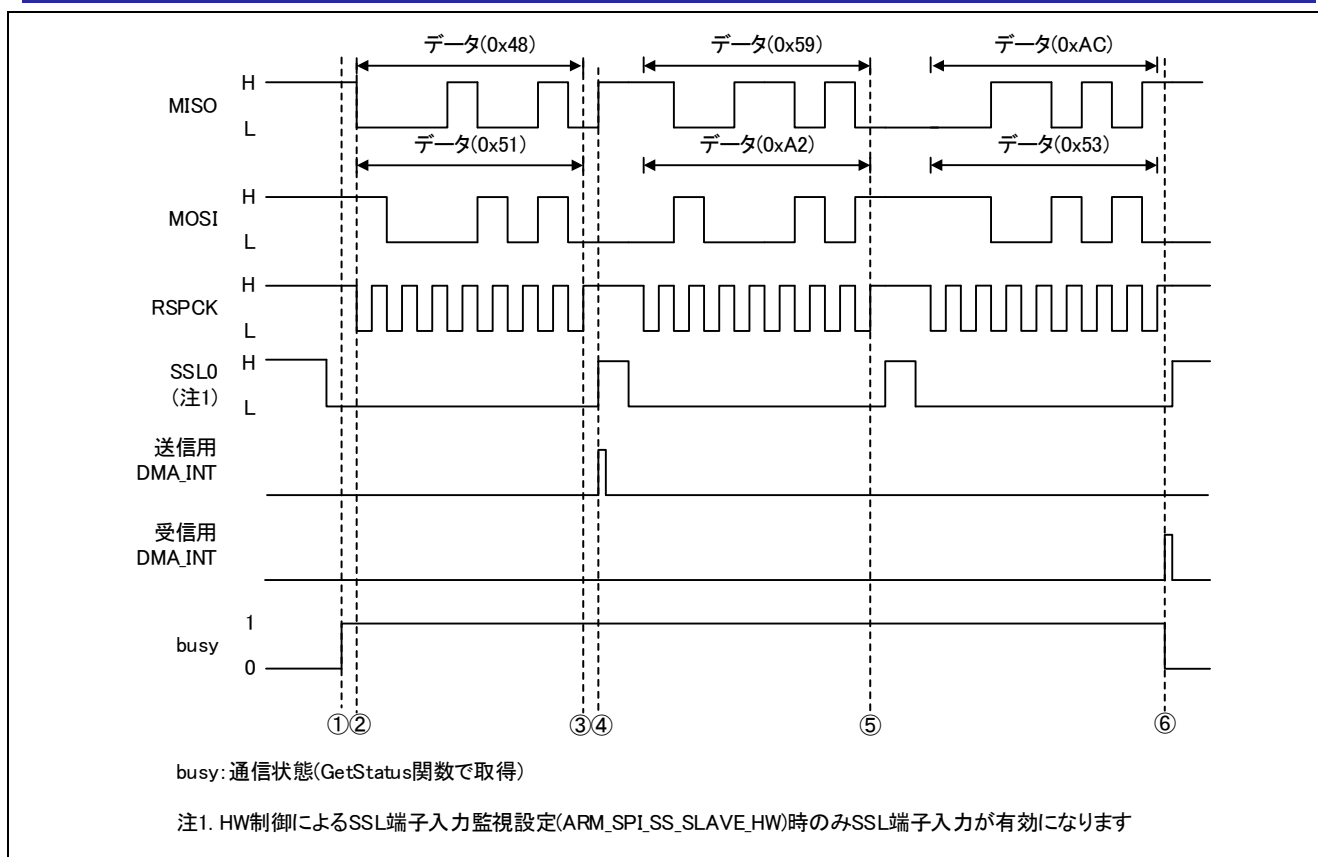 データ(0x48) データ(0x59) データ(0xAC)
H
MISO
L
データ(0x51) データ(0xA2) データ(0x53)
H
MOSI
L
H
RSPCK
L
H
SSL0
(注1)
L
送信用
DMA_INT
受信用
DMA_INT
1
busy
0
①② ③④ ⑤ ⑥
busy:通信状態(GetStatus関数で取得)
注1. HW制御によるSSL端子入力監視設定(ARM_SPI_SS_SLAVE_HW)時のみSSL端子入力が有効になります